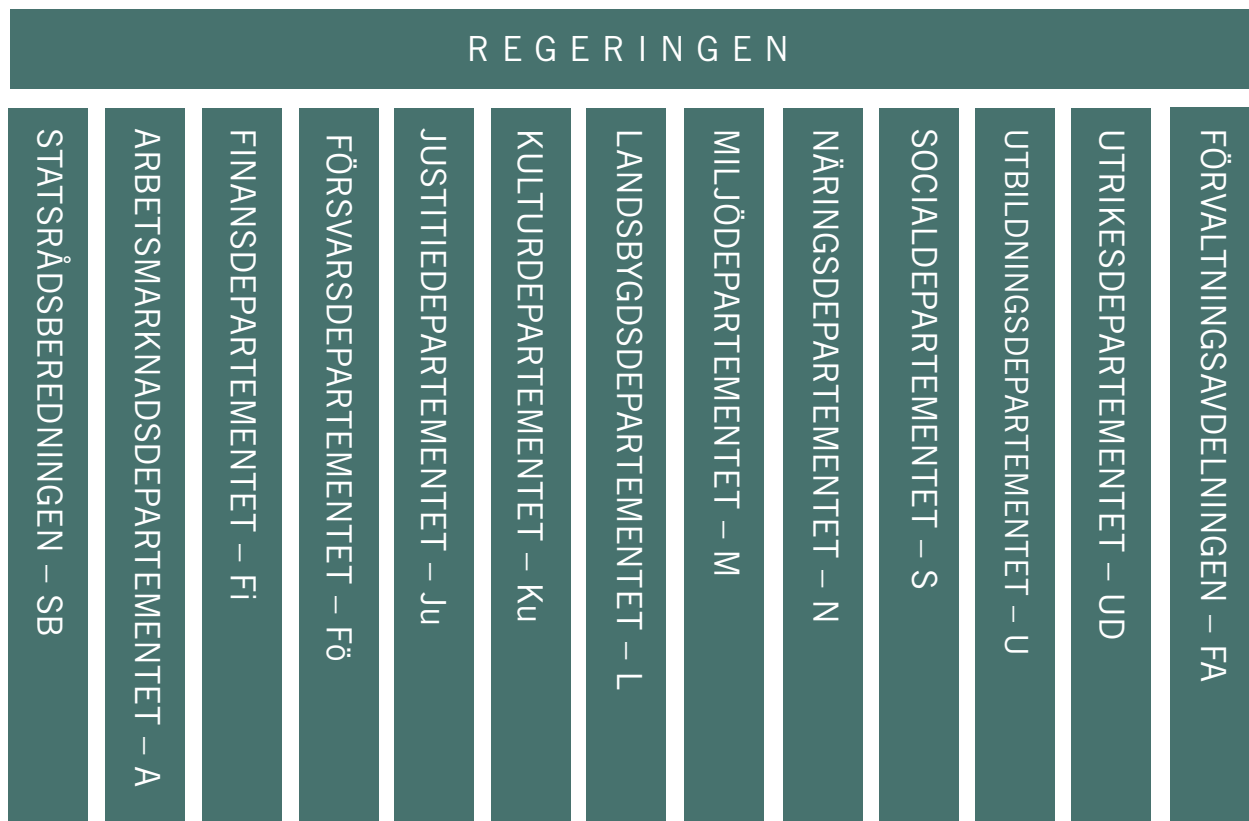 REGERINGEN
STATSRÅDSBEREDNINGEN – SB
ARBETSMARKNADSDEPARTEMENTET – A
FINANSDEPARTEMENTET – Fi
FÖRSVARSDEPARTEMENTET – Fö
JUSTITIEDEPARTEMENTET – Ju
KULTURDEPARTEMENTET – Ku
LANDSBYGDSDEPARTEMENTET – L
MILJÖDEPARTEMENTET – M
NÄRINGSDEPARTEMENTET – N
SOCIALDEPARTEMENTET – S
UTBILDNINGSDEPARTEMENTET – U
UTRIKESDEPARTEMENTET – UD
FÖRVALTNINGSAVDELNINGEN – FA